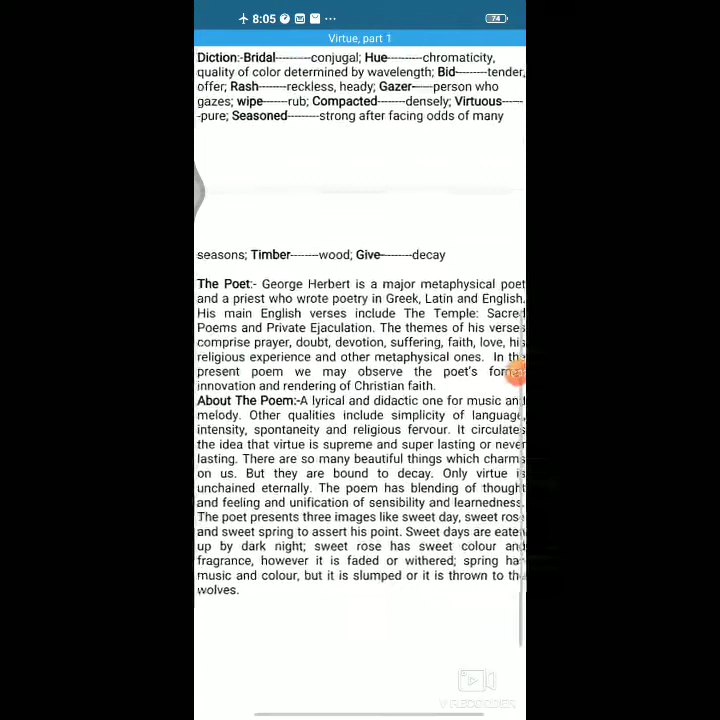 8:05
74
Virtue, part 1
Diction:-Bridal---------conjugal; Hue---------chromaticity,
quality of color determined by wavelength; Bid--------tender,
offer; Rash--------reckless, heady; Gazer------person who
gazes; wipe-------rub; Compacted--------densely; Virtuous------
-pure; Seasoned---------strong after facing odds of many
seasons; Timber--------wood; Give---------decay
The Poet:- George Herbert is a major metaphysical poet
and a priest who wrote poetry in Greek, Latin and English.
His main English verses include The Temple: Sacred
Poems and Private Ejaculation. The themes of his verses
comprise prayer, doubt, devotion, suffering, faith, love, his
religious experience and other metaphysical ones. In the
present poem we may observe the poet's
innovation and rendering of Christian faith.
About The Poem:-A lyrical and didactic one for music and
melody. Other qualities include simplicity of language,
intensity, spontaneity and religious fervour. It circulates
the idea that virtue is supreme and super lasting or never
lasting. There are so many beautiful things which charms
on us. But they are bound to decay. Only virtue is
unchained eternally. The poem has blending of thought
and feeling and unification of sensibility and learnedness.
The poet presents three images like sweet day, sweet rose
and sweet spring to assert his point. Sweet days are eaten
up by dark night; sweet rose has sweet colour and
fragrance, however it is faded or withered; spring has
music and colour, but it is slumped or it is thrown to the
wolves.
VIRECORDER